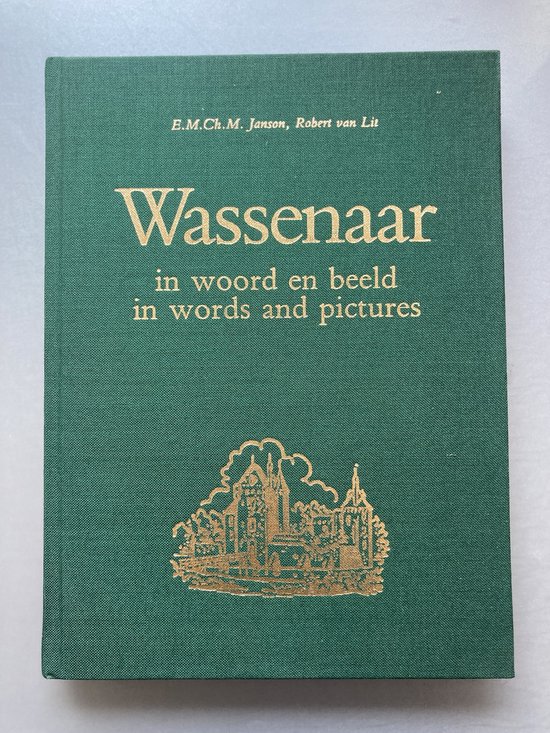 E.M.Ch.M. Janson, Robert van Lit
Wassenaar
in woord en beeld
in words and pictures